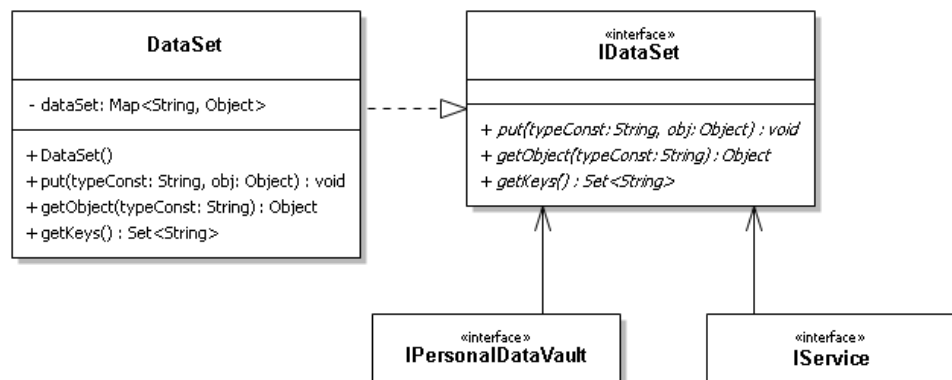 DataSet
- dataSet: Map<String, Object>
+ DataSet()
+ put(typeConst: String, obj: Object) : void
+ getObject(typeConst: String) : Object
+ getKeys() : Set<String>
«interface»
IDataSet
+ put(typeConst: String, obj: Object) : void
+ getObject(typeConst: String) : Object
+ getKeys() : Set<String>
«interface»
IPersonalDataVault
«interface»
IService